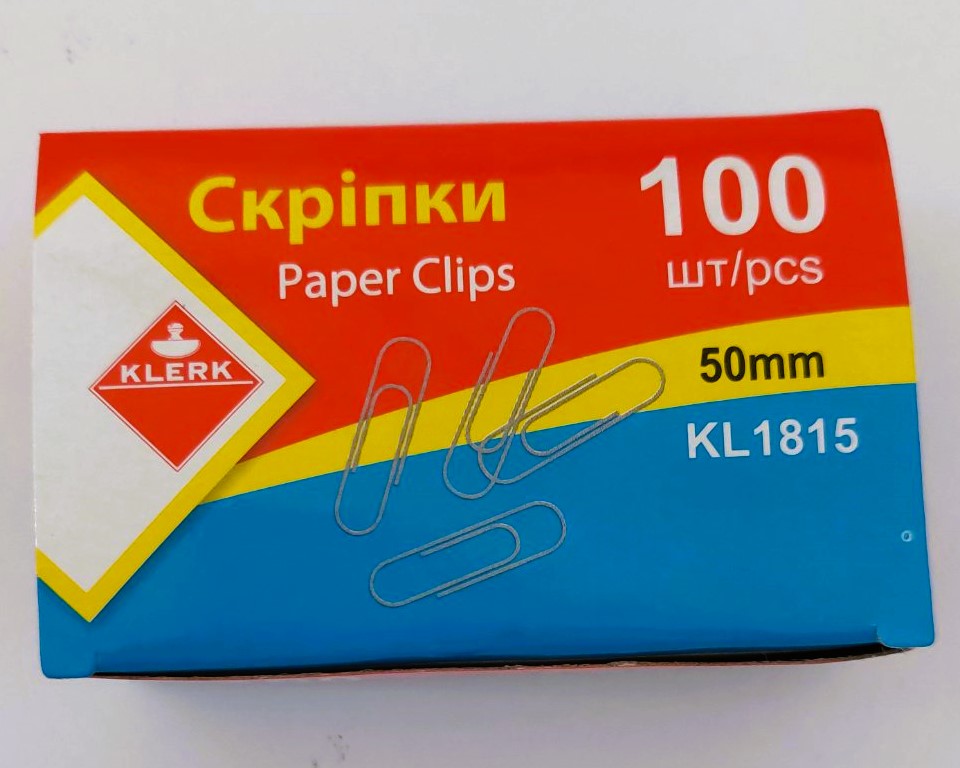 Скріпки
Paper Clips
100
шт/pcs
50mm
KL1815
KLERK